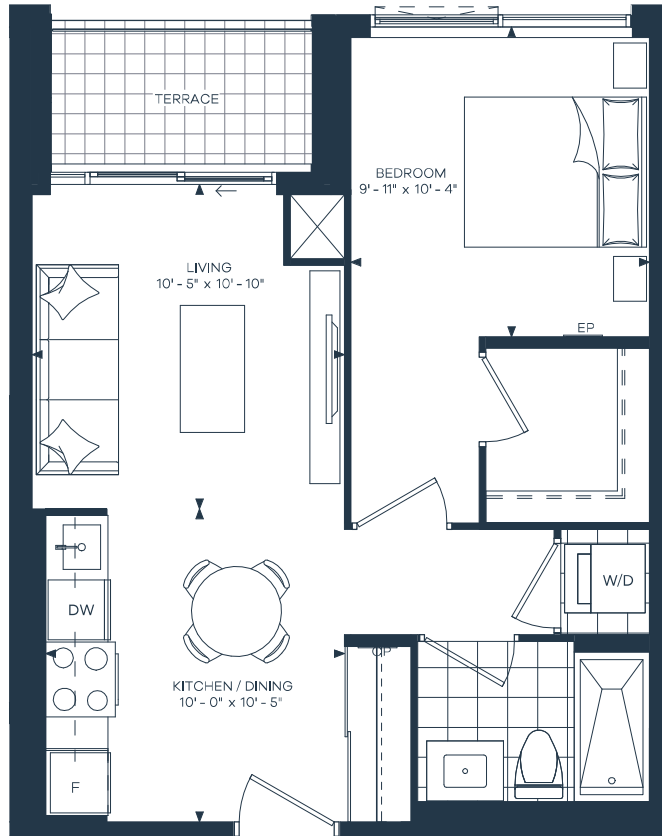 TERRACE
BEDROOM
9' - 11" x 10' - 4"
LIVING
10' - 5" x 10' - 10"
EP
DW
W/D
CP
KITCHEN / DINING
10' - 0" x 10' - 5"
F